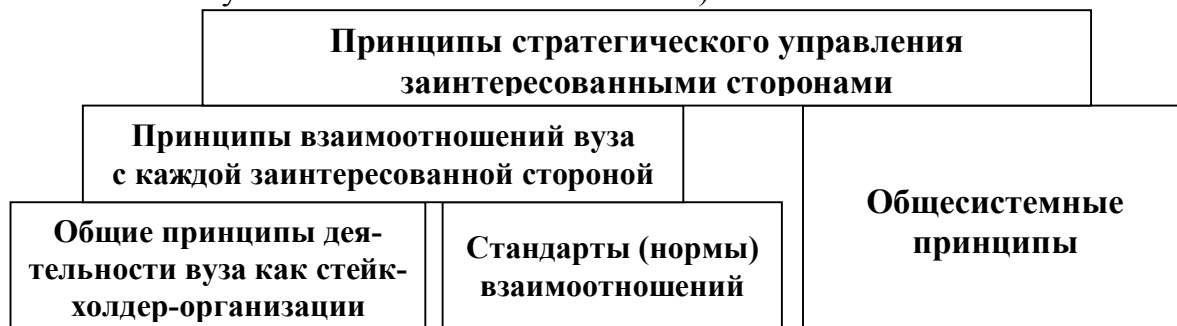 Принципы стратегического управления
заинтересованными сторонами
Принципы взаимоотношений вуза
с каждой заинтересованной стороной
Общие принципы дея-
тельности вуза как стейк-
холдер-организации
Стандарты (нормы)
взаимоотношений
Общесистемные
принципы